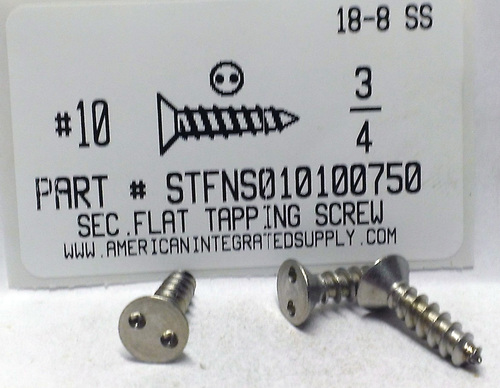 18-8 SS
#10
3
4
PART # STFNS010100750
SEC.FLAT TAPPING SCREW
WWW.AMERICANINTEGRATEDSUPPLY.COM